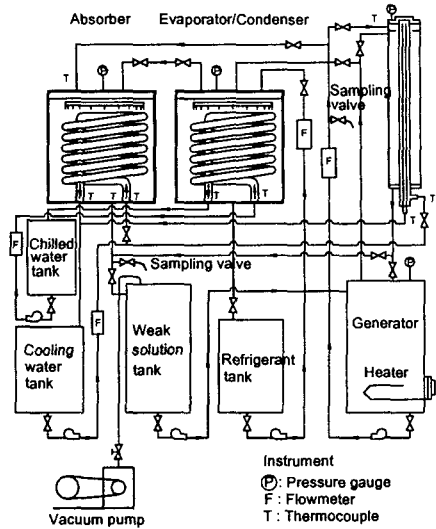 Absorber
Evaporator/Condenser
T
P
P
P
T
Sampling
valve
F
F
T
T
T
T
T
T
T
F
Chilled
water
tank
Sampling valve
F
P
Cooling
water
tank
Weak
solution
tank
Refrigerant
tank
Generator
Heater
Vacuum pump
Instrument
P : Pressure gauge
F : Flowmeter
T : Thermocouple